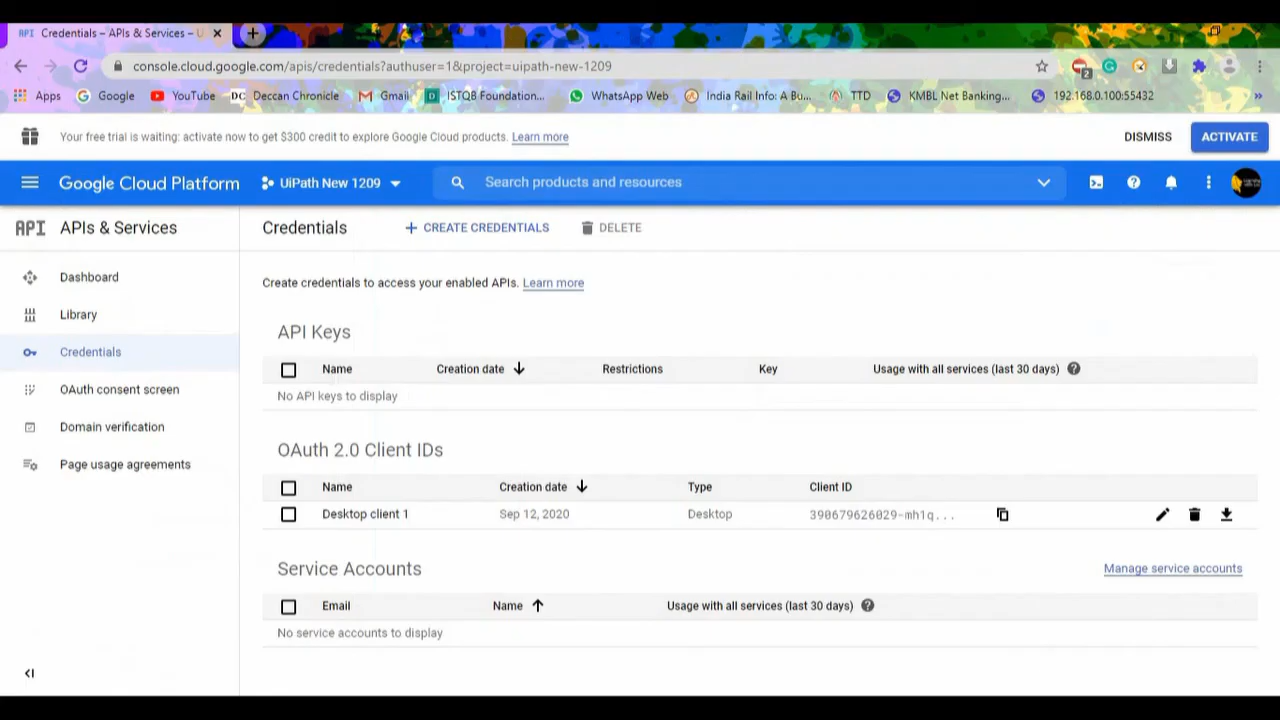 API Credentials – APIs & Services – U
console.cloud.google.com/apis/credentials?authuser=1&project=uipath-new-1209
2
Apps Google YouTube DC Deccan Chronicle Gmail ISTQB Foundation... WhatsApp Web India Rail Info: A Bu... TTD KMBL Net Banking... 192.168.0.100:55432 »
Your free trial is waiting: activate now to get $300 credit to explore Google Cloud products. Learn more DISMISS ACTIVATE
Google Cloud Platform UiPath New 1209 Search products and resources
API APIs & Services Credentials + CREATE CREDENTIALS DELETE
Dashboard
Library
Credentials
OAuth consent screen
Domain verification
Page usage agreements
Create credentials to access your enabled APIs. Learn more
API Keys
Name Creation date Restrictions Key Usage with all services (last 30 days)
No API keys to display
OAuth 2.0 Client IDs
Name Creation date Type Client ID
Desktop client 1 Sep 12, 2020 Desktop 390679626029-mh1q...
Service Accounts Manage service accounts
Email Name Usage with all services (last 30 days)
No service accounts to display